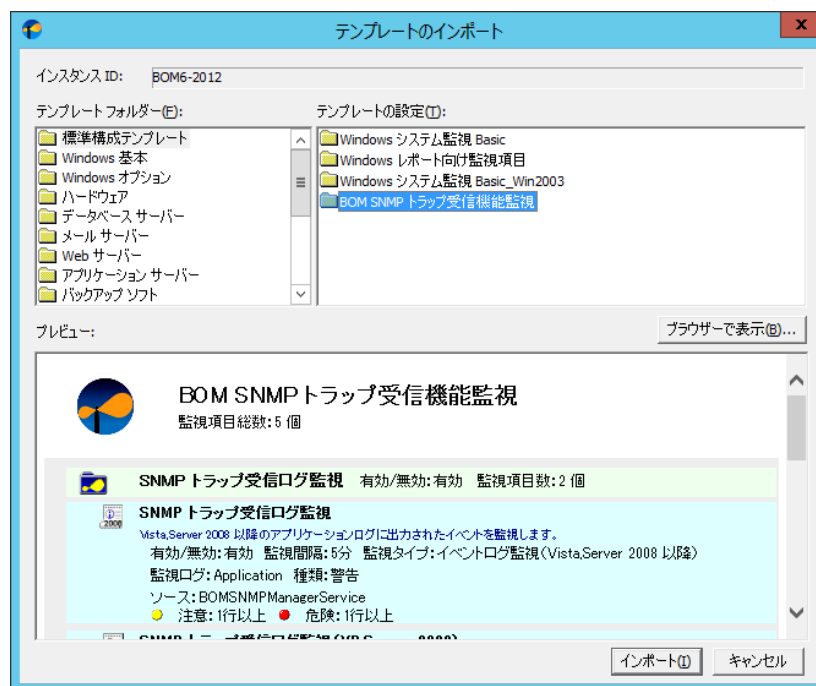 テンプレートのインポート
x
インスタンス ID: BOM6-2012
テンプレート フォルダー(F):
標準構成テンプレート
Windows 基本
Windows オプション
ハードウェア
データベース サーバー
メール サーバー
Web サーバー
アプリケーション サーバー
バックアップ ソフト
テンプレートの設定(T):
Windows システム監視 Basic
Windows レポート向け監視項目
Windows システム監視 Basic_Win2003
BOM SNMP トラップ受信機能監視
プレビュー:
ブラウザーで表示(B)...
BOM SNMPトラップ受信機能監視
監視項目総数:5 個
SNMP トラップ受信ログ監視 有効/無効:有効 監視項目数:2 個
SNMP トラップ受信ログ監視
Vista,Server 2008 以降のアプリケーションログに出力されたイベントを監視します。
有効/無効:有効 監視間隔:5分 監視タイプ:イベントログ監視(Vista,Server 2008 以降)
監視ログ:Application 種類:警告
ソース:BOMSNMPManagerService
注意:1行以上 危険:1行以上
インポート(I)
キャンセル